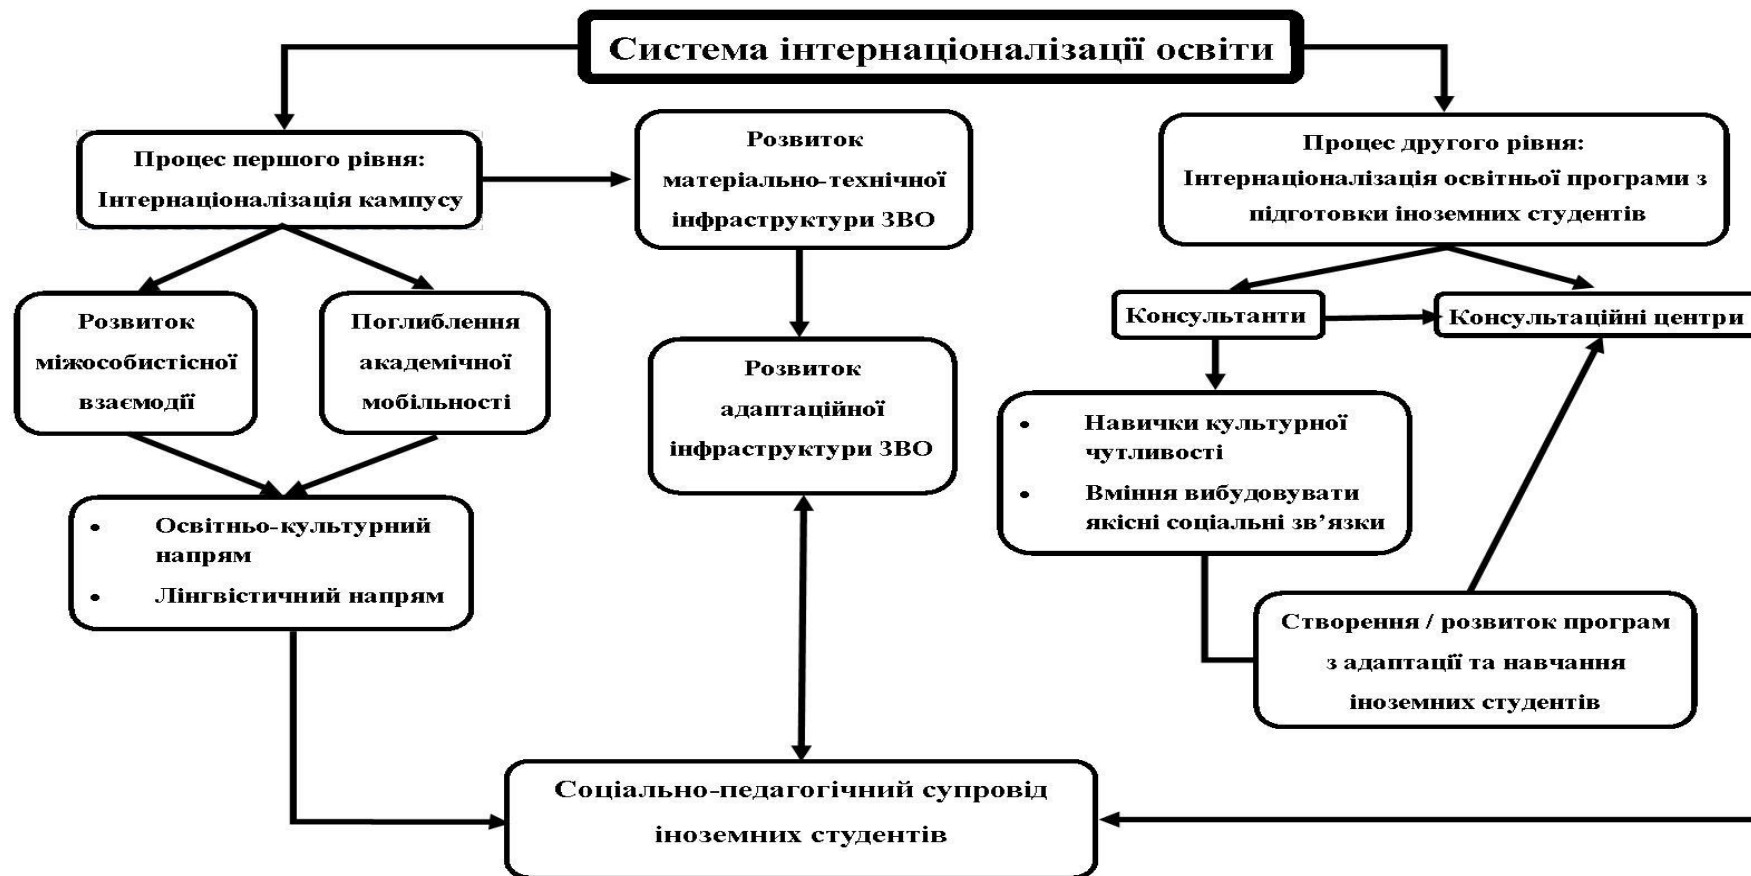 Система інтернаціоналізації освіти
Процес першого рівня:
Інтернаціоналізація кампусу
Розвиток
матеріально-технічної
інфраструктури ЗВО
Процес другого рівня:
Інтернаціоналізація освітньої програми з
підготовки іноземних студентів
Розвиток
міжособистісної
взаємодії
Поглиблення
академічної
мобільності
Розвиток
адаптаційної
інфраструктури ЗВО
Консультанти
Консультаційні центри
• Навички культурної
чутливості
• Вміння вибудовувати
якісні соціальні зв’язки
• Освітньо-культурний
напрям
• Лінгвістичний напрям
Створення / розвиток програм
з адаптації та навчання
іноземних студентів
Соціально-педагогічний супровід
іноземних студентів